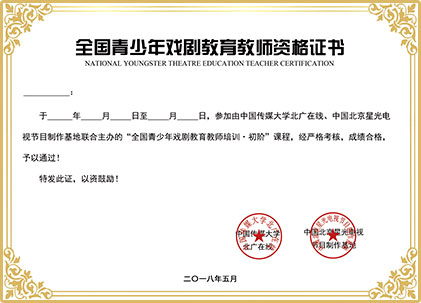 全国青少年戏剧教育教师资格证书
NATIONAL YOUNGSTER THEATRE EDUCATION TEACHER CERTIFICATION
__________：
于_____年_____月_____日至_____月_____日，参加由中国传媒大学北广在线、中国北京星光电
视节目制作基地联合主办的“全国青少年戏剧教育教师培训·初阶”课程，经严格考核，成绩合格，
予以通过！
特发此证，以资鼓励！
中国传媒大学
北广在线
中国北京星光电视
节目制作基地
二〇一八年五月